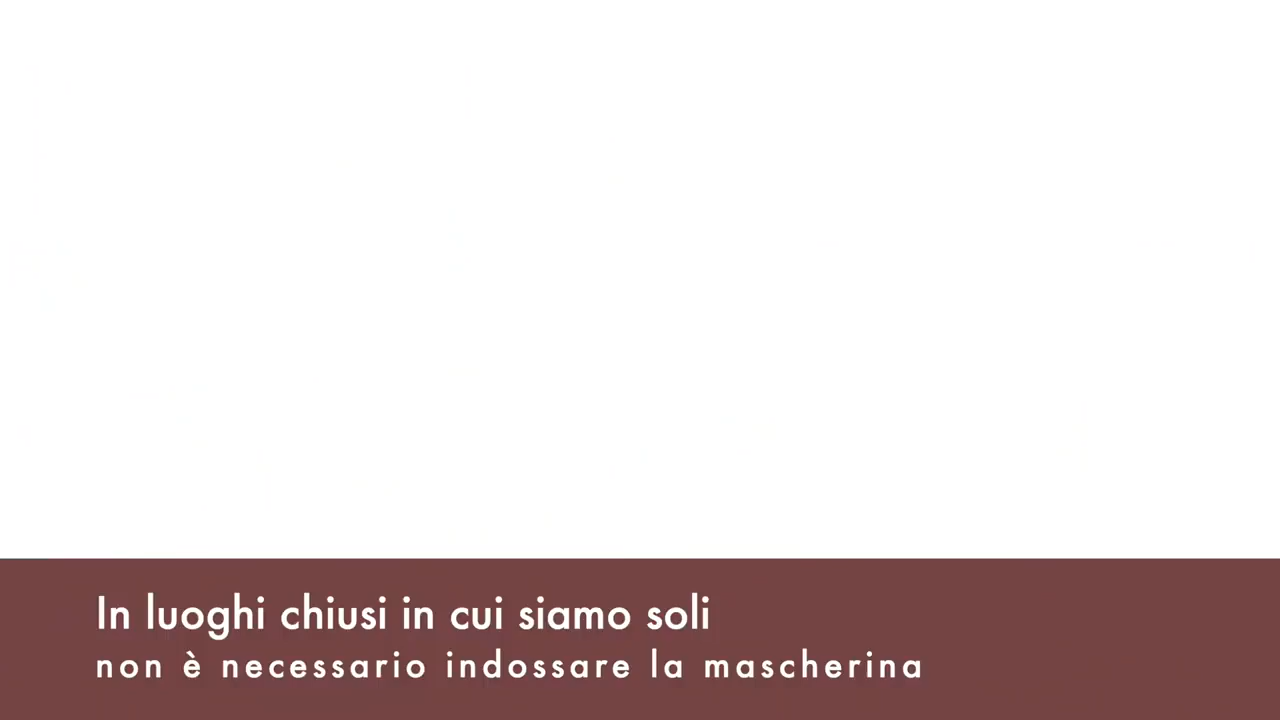 In luoghi chiusi in cui siamo soli
non è necessario indossare la mascherina